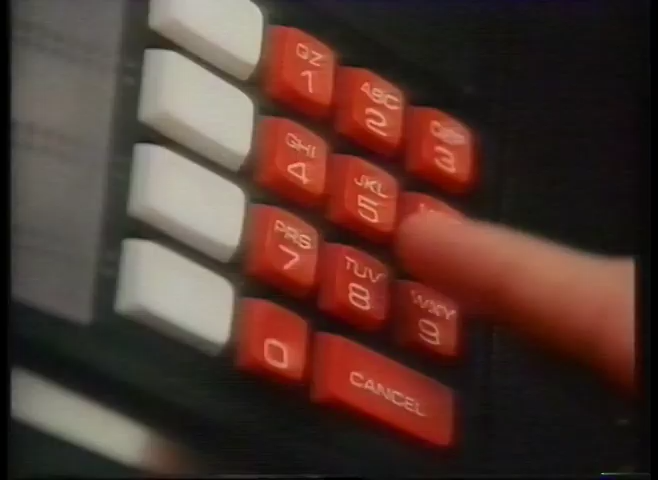 QZ ABC DEF
1 2 3
GHI JKL
4 5
PRS TUV WXY
7 8 9
0 CANCEL